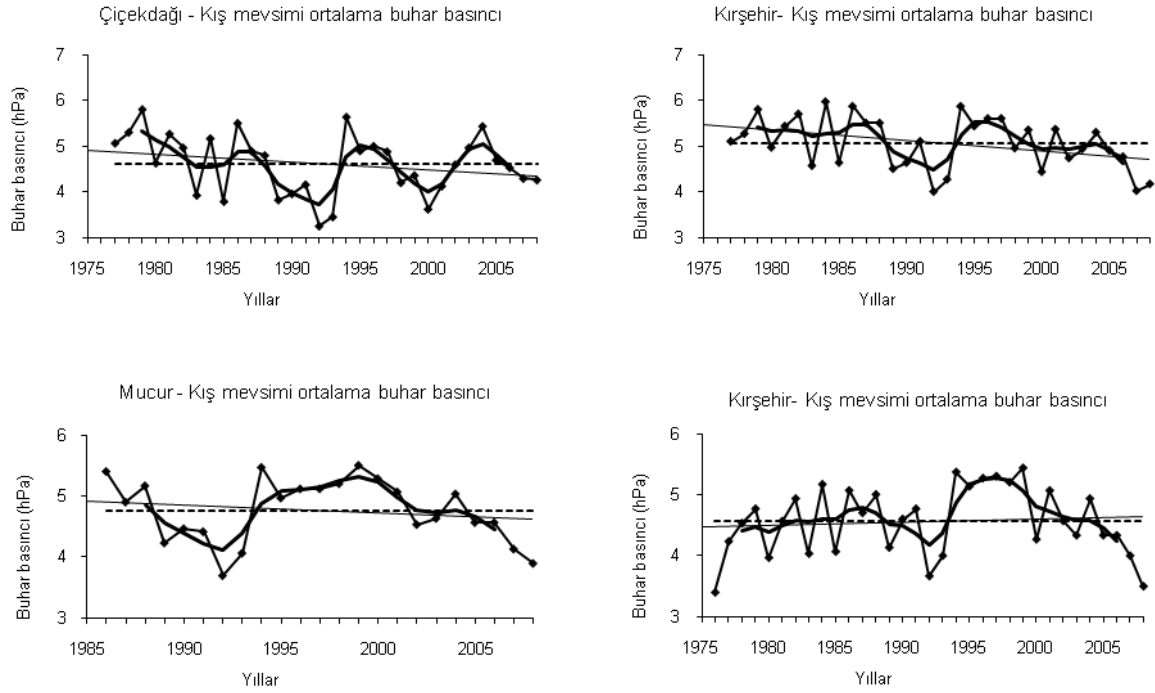 Çiçekdağı - Kış mevsimi ortalama buhar basıncı
Buhar basıncı (hPa)
7
6
5
4
3
1975 1980 1985 1990 1995 2000 2005
Yıllar
Kırşehir- Kış mevsimi ortalama buhar basıncı
Buhar basıncı (hPa)
7
6
5
4
3
1975 1980 1985 1990 1995 2000 2005
Yıllar
Mucur - Kış mevsimi ortalama buhar basıncı
Buhar basıncı (hPa)
6
5
4
3
1985 1990 1995 2000 2005
Yıllar
Kırşehir- Kış mevsimi ortalama buhar basıncı
Buhar basıncı (hPa)
6
5
4
3
1975 1980 1985 1990 1995 2000 2005
Yıllar